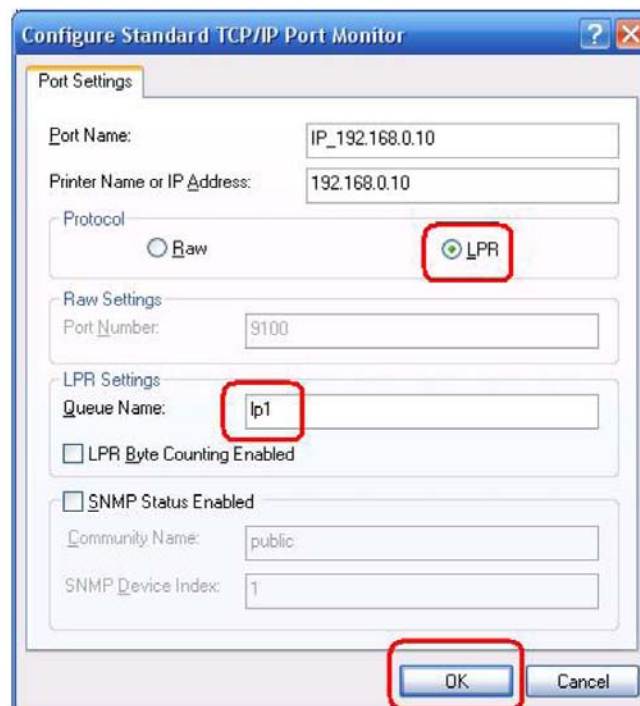 Configure Standard TCP/IP Port Monitor
Port Settings
Port Name: IP_192.168.0.10
Printer Name or IP Address: 192.168.0.10
Protocol
Raw LPR
Raw Settings
Port Number: 9100
LPR Settings
Queue Name: lp1
LPR Byte Counting Enabled
SNMP Status Enabled
Community Name: public
SNMP Device Index: 1
OK Cancel